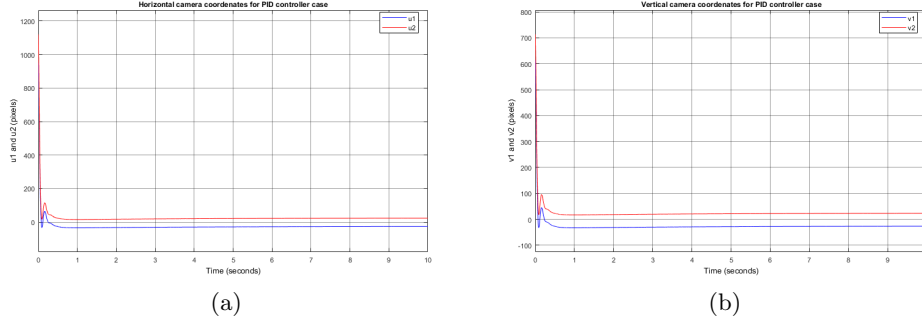 Horizontal camera coordenates for PID controller case
u1
u2
1200
1000
800
600
400
200
0
u1 and u2 (pixels)
0 1 2 3 4 5 6 7 8 9 10
Time (seconds)
(a)
Vertical camera coordenates for PID controller case
v1
v2
800
700
600
500
400
300
200
100
0
-100
v1 and v2 (pixels)
0 1 2 3 4 5 6 7 8 9
Time (seconds)
(b)